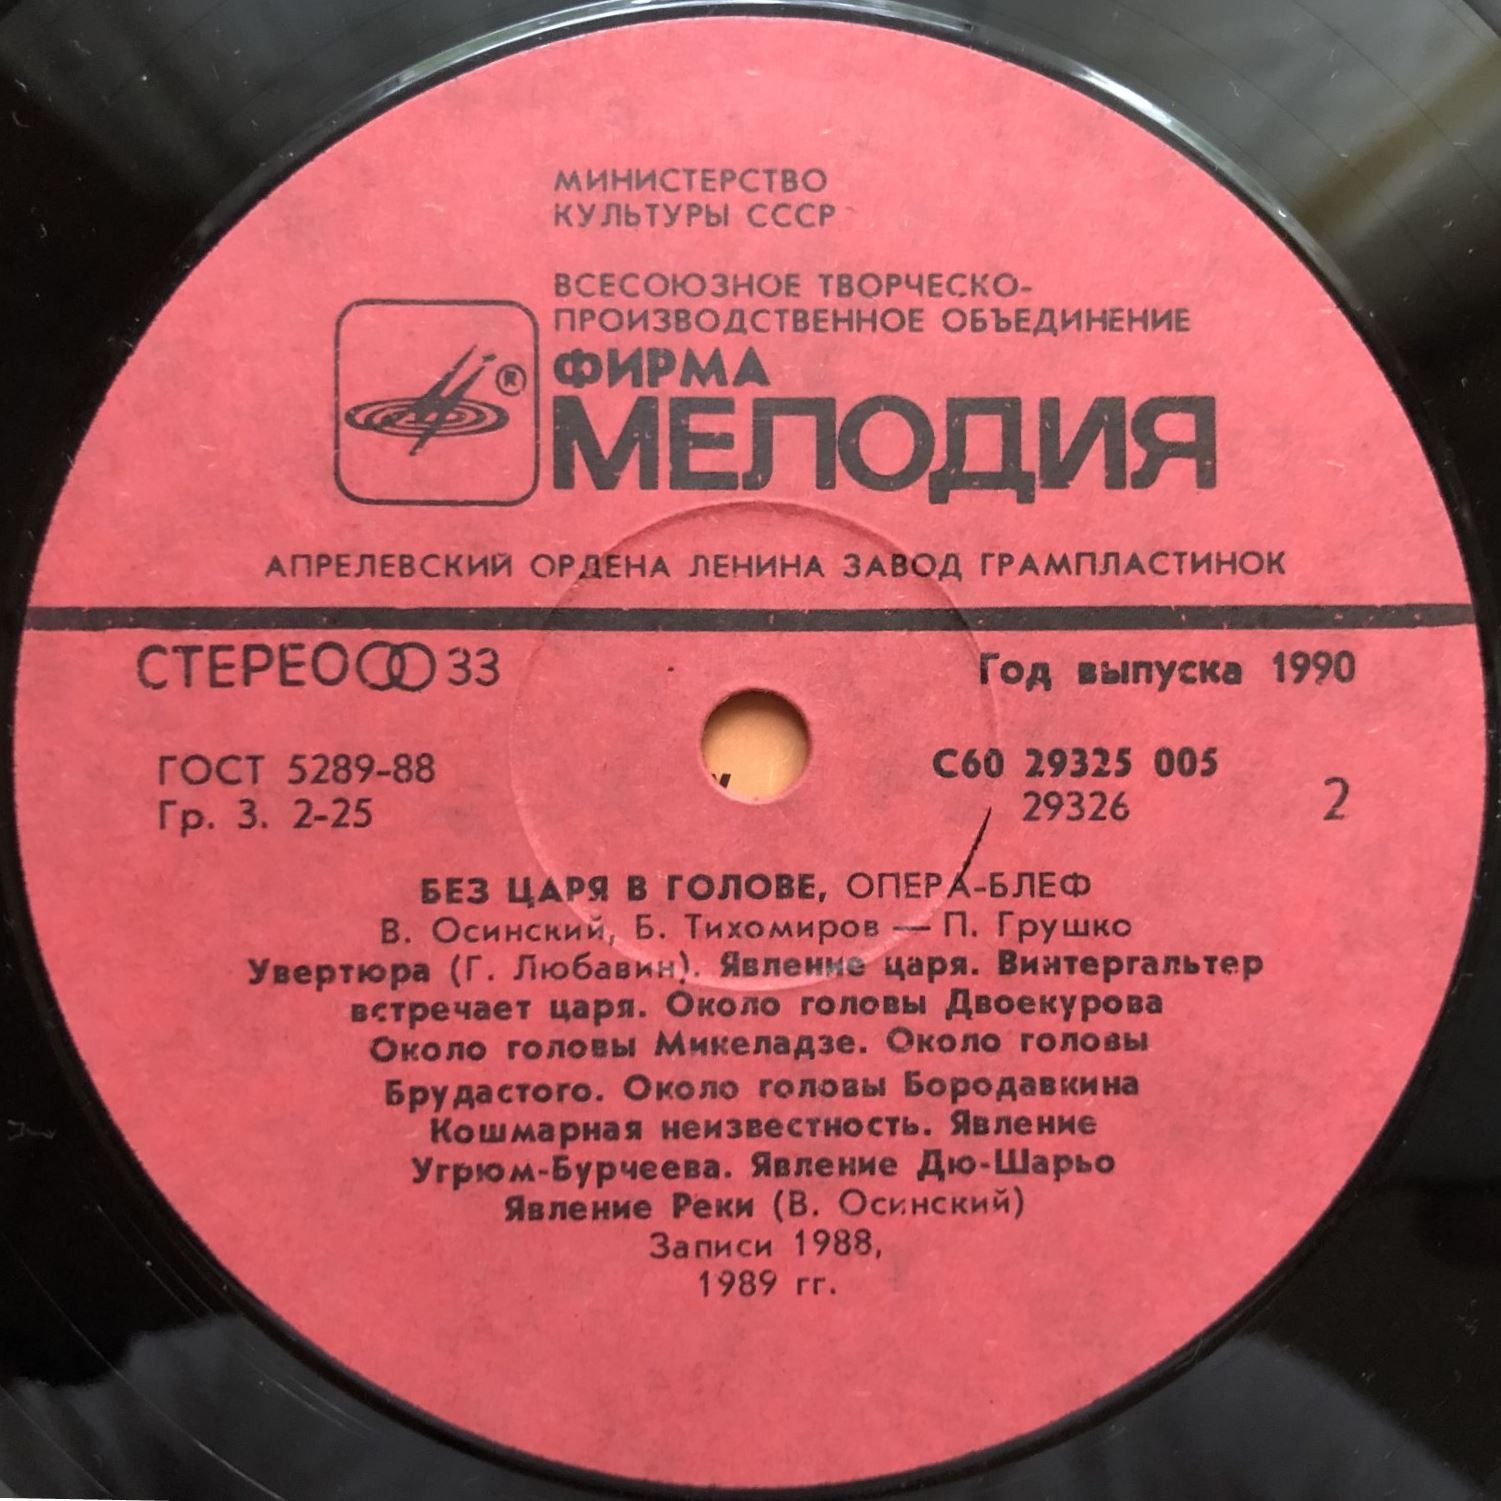 МИНИСТЕРСТВО
КУЛЬТУРЫ СССР
ВСЕСОЮЗНОЕ ТВОРЧЕСКО-
ПРОИЗВОДСТВЕННОЕ ОБЪЕДИНЕНИЕ
ФИРМА
®
МЕЛОДИЯ
АПРЕЛЕВСКИЙ ОРДЕНА ЛЕНИНА ЗАВОД ГРАМПЛАСТИНОК
СТЕРЕО 33
Год выпуска 1990
ГОСТ 5289-88
Гр. 3. 2-25
С60 29325 005
29326
2
БЕЗ ЦАРЯ В ГОЛОВЕ, ОПЕРА-БЛЕФ
В. Осинский, Б. Тихомиров — П. Грушко
Увертюра (Г. Любавин). Явление царя. Винтергальтер
встречает царя. Около головы Двоекурова
Около головы Микеладзе. Около головы
Брудастого. Около головы Бородавкина
Кошмарная неизвестность. Явление
Угрюм-Бурчеева. Явление Дю-Шарьо
Явление Реки (В. Осинский)
Записи 1988,
1989 гг.